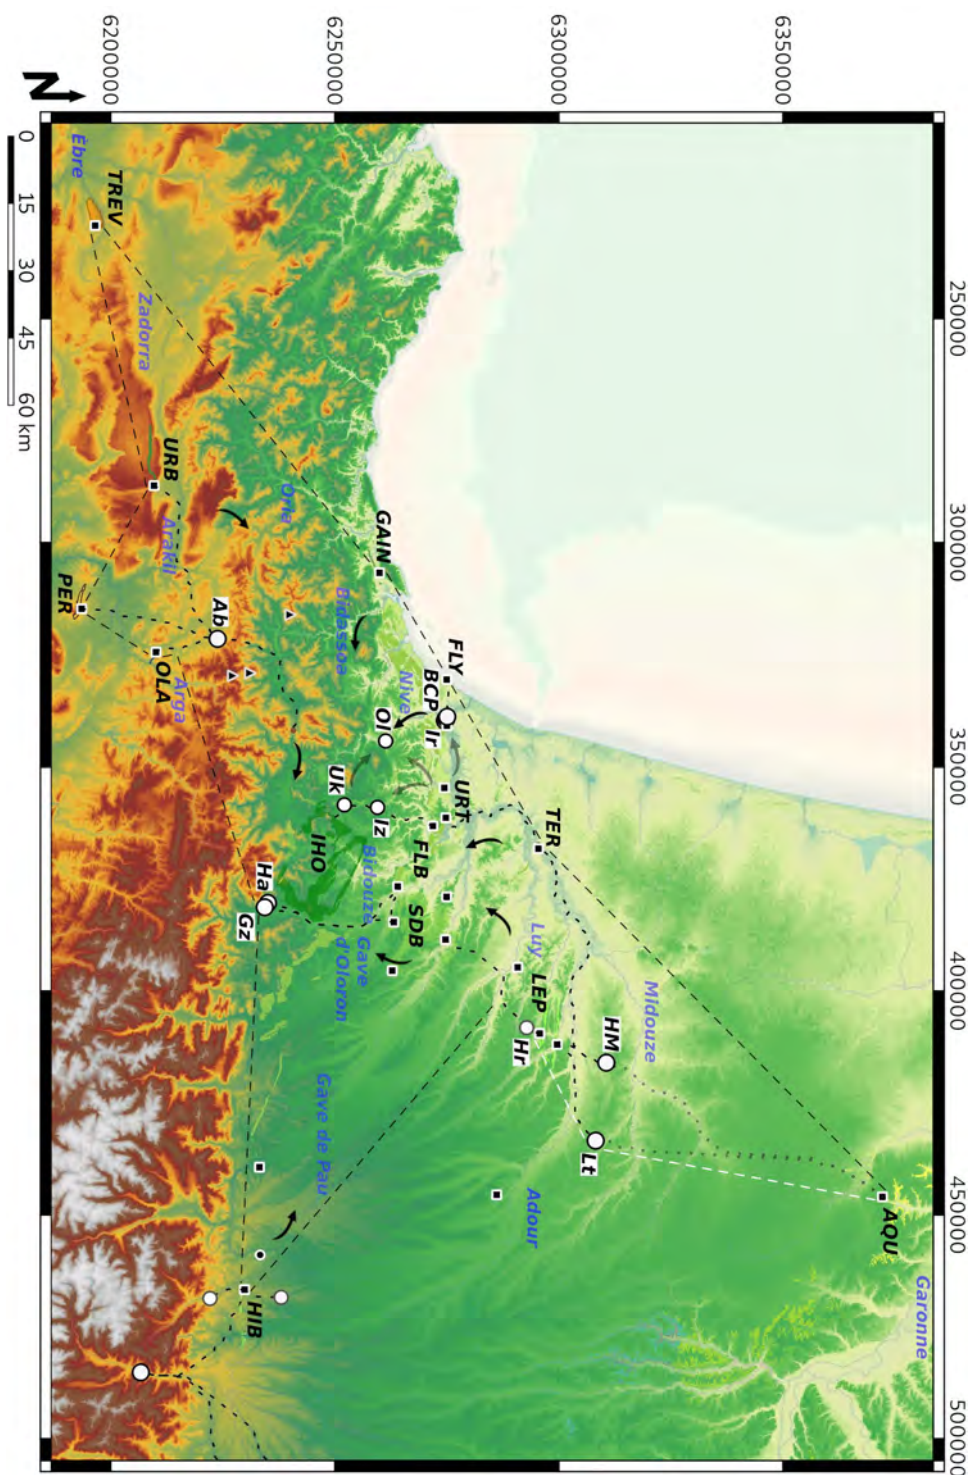 6200000
6250000
6300000
6350000
N
0
15
30
45
60 km
250000
300000
350000
400000
450000
500000
Èbre
TREV
Zadorra
URB
Arakil
Oria
PER
Ab
OLA
Arga
GAIN
Bidassoa
FLY
BCP
Ir
Nive
Ol
Uk
Iz
URT
TER
IHO
FLB
Bidouze
Ha
Gz
SDB
Gave
d'Oloron
Luy
LEP
Hr
HM
Midouze
Lt
Gave de Pau
Adour
AQU
HIB
Garonne